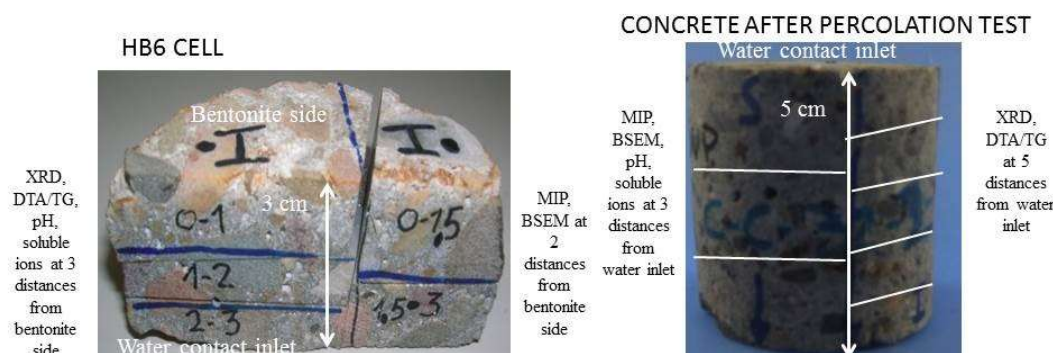 CONCRETE AFTER PERCOLATION TEST
HB6 CELL
Water contact inlet
Bentonite side
I
I
5 cm
MIP,
BSEM,
pH,
soluble
ions at 3
distances
from
water inlet
XRD,
DTA/TG
at 5
distances
from water
inlet
XRD,
DTA/TG,
pH,
soluble
ions at 3
distances
from
bentonite
side
3 cm
0-1
0-1,5
1-2
2-3
1,5-3
MIP,
BSEM at
2
distances
from
bentonite
side
Water contact inlet